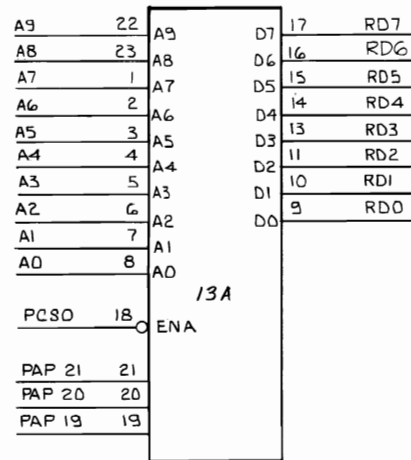 A9 22 A9 D7 17 RD7
A8 23 A8 D6 16 RD6
A7 1 A7 D5 15 RD5
A6 2 A6 D4 14 RD4
A5 3 A5 D3 13 RD3
A4 4 A4 D2 11 RD2
A3 5 A3 D1 10 RD1
A2 6 A2 D0 9 RD0
A1 7 A1
A0 8 A0
13A
PCS0 18 ENA
PAP 21 21
PAP 20 20
PAP 19 19